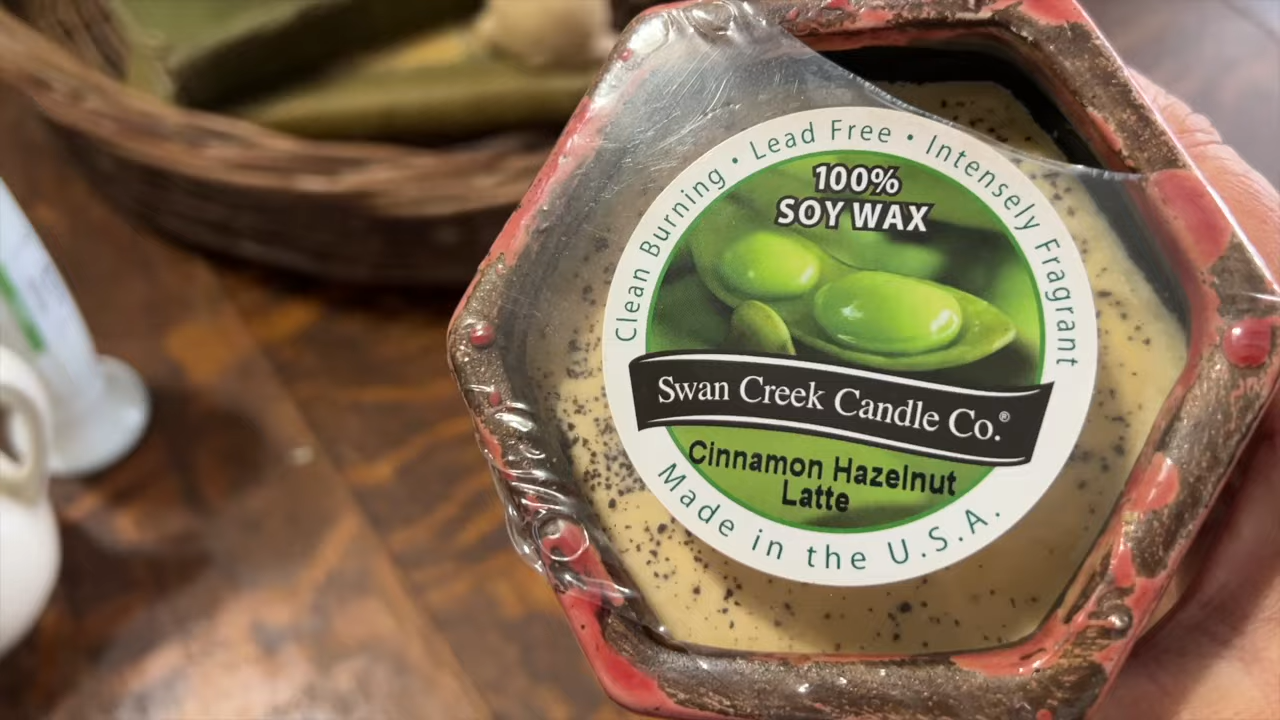 Clean Burning • Lead Free • Intensely Fragrant
100%
SOY WAX
Swan Creek Candle Co.®
Cinnamon Hazelnut
Latte
Made in the U.S.A.